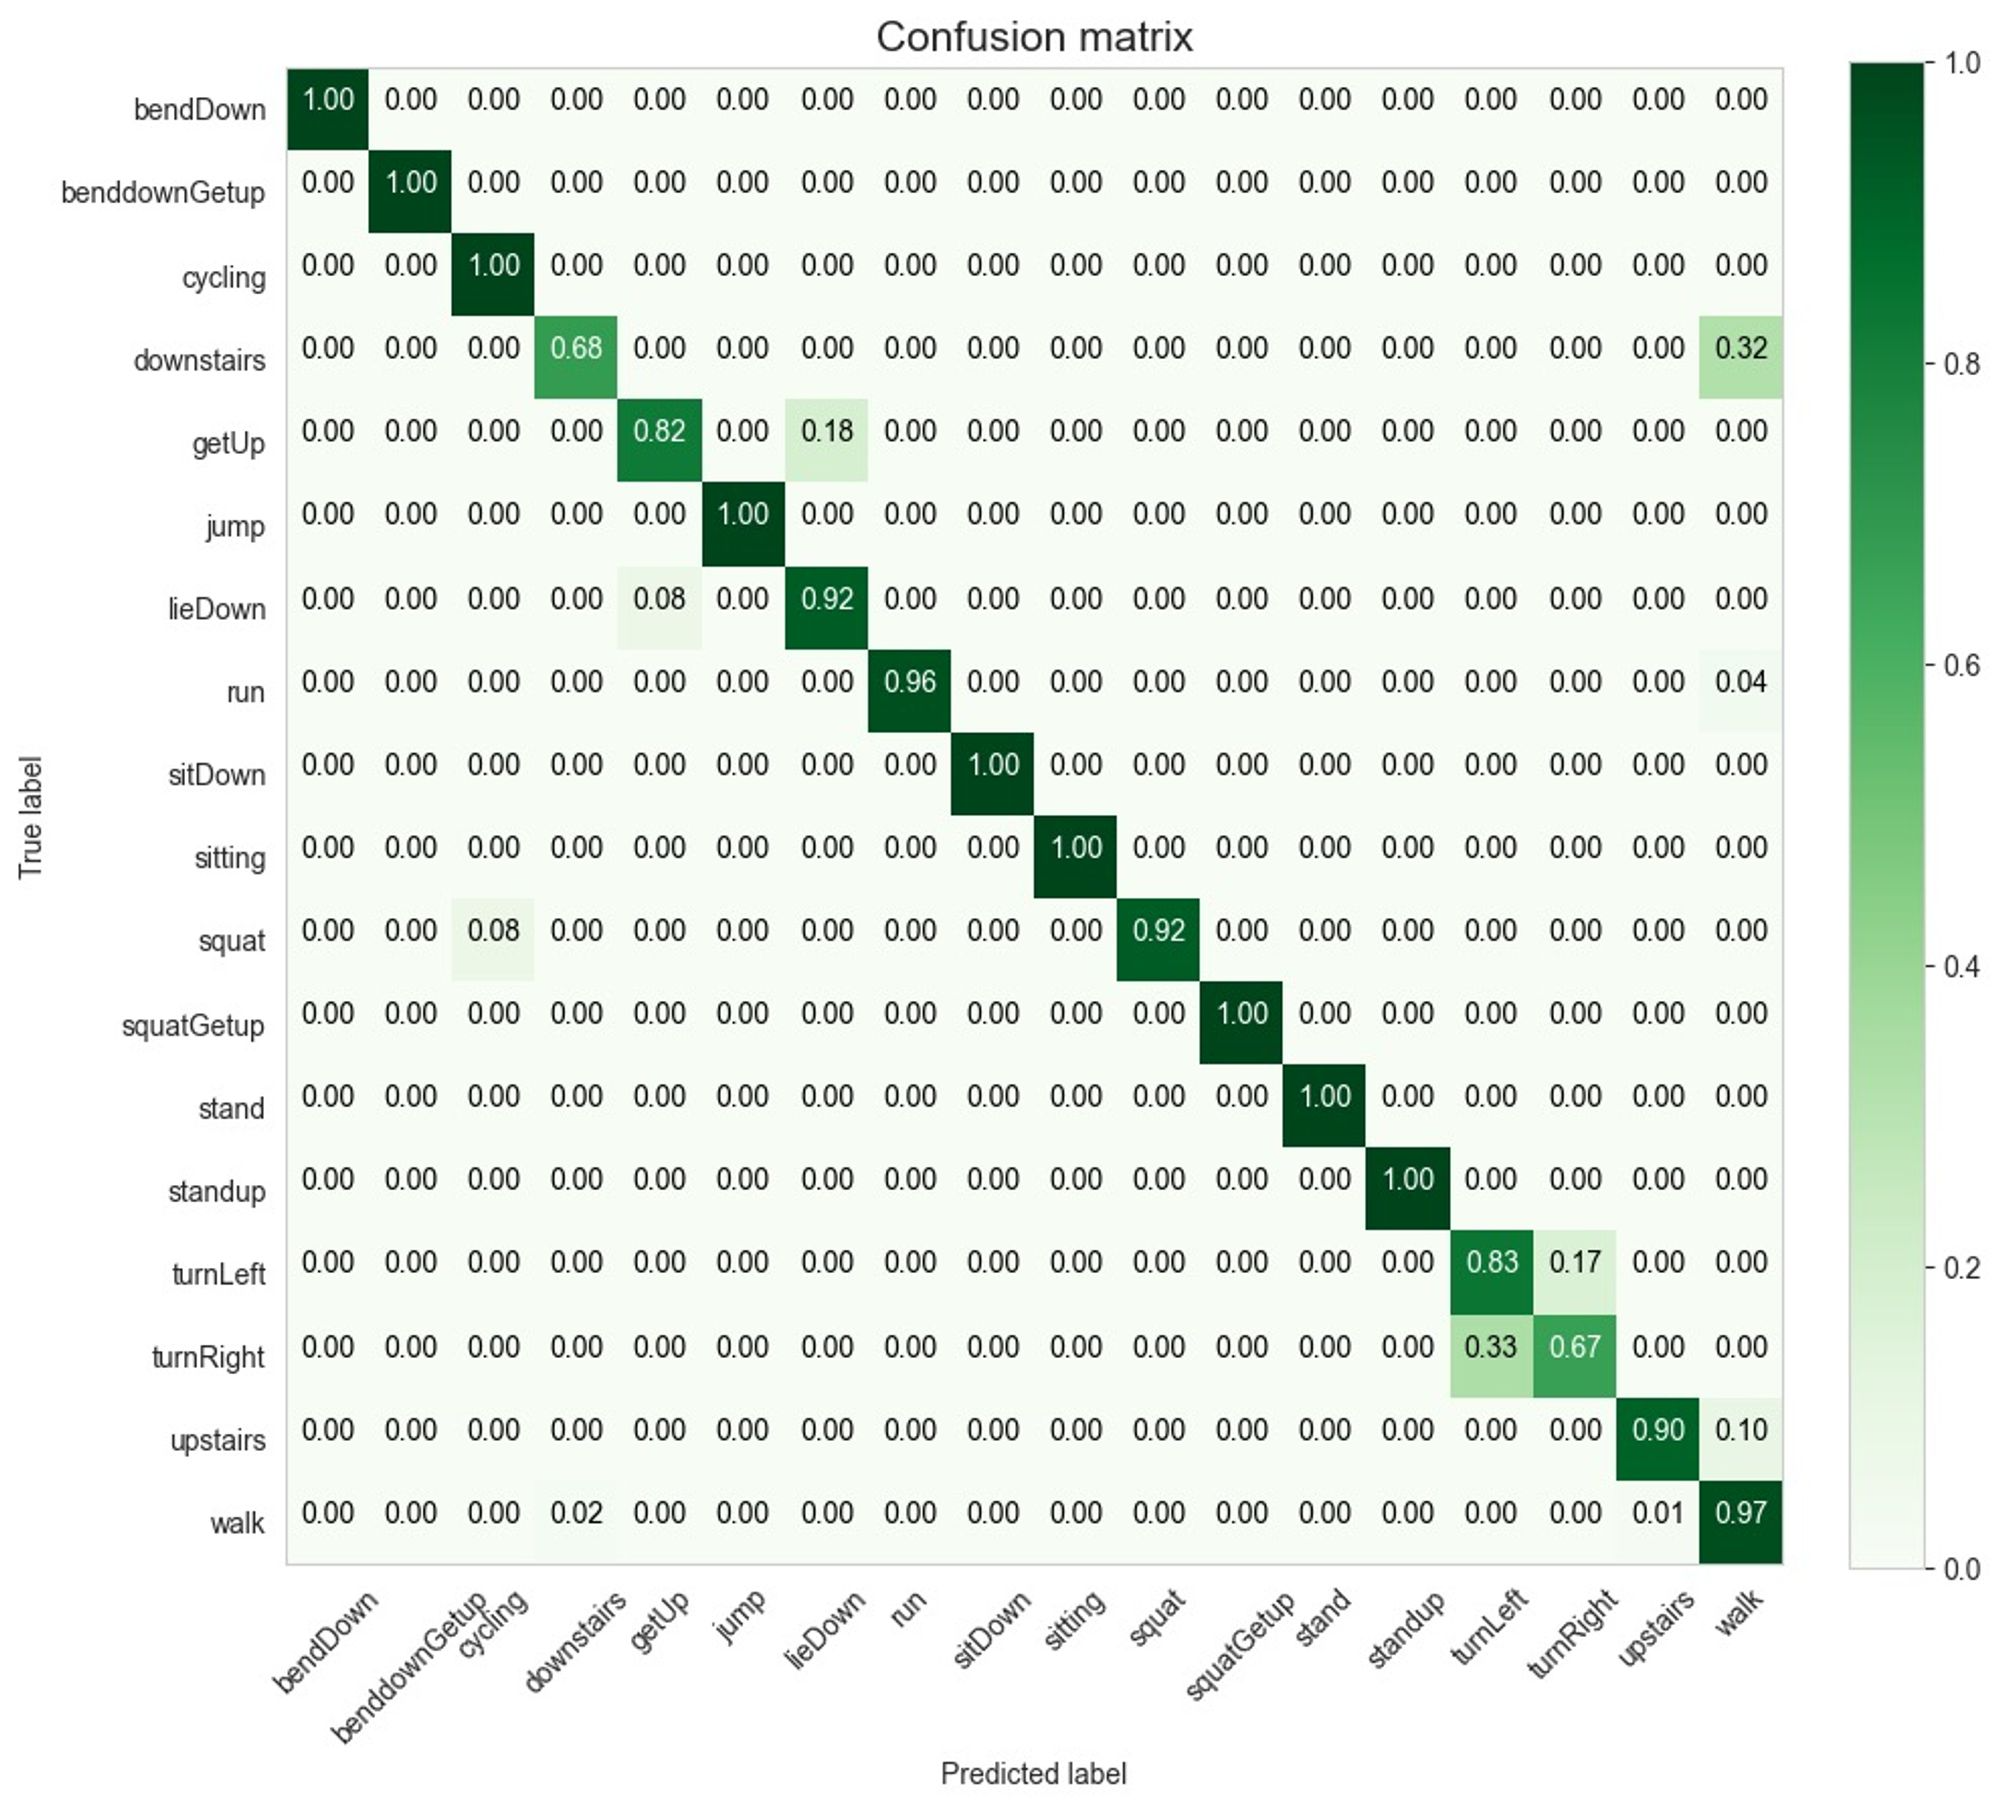 Confusion matrix
bendDown 1.00 0.00 0.00 0.00 0.00 0.00 0.00 0.00 0.00 0.00 0.00 0.00 0.00 0.00 0.00 0.00 0.00 0.00
benddownGetup 0.00 1.00 0.00 0.00 0.00 0.00 0.00 0.00 0.00 0.00 0.00 0.00 0.00 0.00 0.00 0.00 0.00 0.00
cycling 0.00 0.00 1.00 0.00 0.00 0.00 0.00 0.00 0.00 0.00 0.00 0.00 0.00 0.00 0.00 0.00 0.00 0.00
downstairs 0.00 0.00 0.00 0.68 0.00 0.00 0.00 0.00 0.00 0.00 0.00 0.00 0.00 0.00 0.00 0.00 0.00 0.32
getUp 0.00 0.00 0.00 0.00 0.82 0.00 0.18 0.00 0.00 0.00 0.00 0.00 0.00 0.00 0.00 0.00 0.00 0.00
jump 0.00 0.00 0.00 0.00 0.00 1.00 0.00 0.00 0.00 0.00 0.00 0.00 0.00 0.00 0.00 0.00 0.00 0.00
lieDown 0.00 0.00 0.00 0.00 0.08 0.00 0.92 0.00 0.00 0.00 0.00 0.00 0.00 0.00 0.00 0.00 0.00 0.00
run 0.00 0.00 0.00 0.00 0.00 0.00 0.00 0.96 0.00 0.00 0.00 0.00 0.00 0.00 0.00 0.00 0.00 0.04
sitDown 0.00 0.00 0.00 0.00 0.00 0.00 0.00 0.00 1.00 0.00 0.00 0.00 0.00 0.00 0.00 0.00 0.00 0.00
sitting 0.00 0.00 0.00 0.00 0.00 0.00 0.00 0.00 0.00 1.00 0.00 0.00 0.00 0.00 0.00 0.00 0.00 0.00
squat 0.00 0.00 0.08 0.00 0.00 0.00 0.00 0.00 0.00 0.00 0.92 0.00 0.00 0.00 0.00 0.00 0.00 0.00
squatGetup 0.00 0.00 0.00 0.00 0.00 0.00 0.00 0.00 0.00 0.00 0.00 1.00 0.00 0.00 0.00 0.00 0.00 0.00
stand 0.00 0.00 0.00 0.00 0.00 0.00 0.00 0.00 0.00 0.00 0.00 0.00 1.00 0.00 0.00 0.00 0.00 0.00
standup 0.00 0.00 0.00 0.00 0.00 0.00 0.00 0.00 0.00 0.00 0.00 0.00 0.00 1.00 0.00 0.00 0.00 0.00
turnLeft 0.00 0.00 0.00 0.00 0.00 0.00 0.00 0.00 0.00 0.00 0.00 0.00 0.00 0.00 0.83 0.17 0.00 0.00
turnRight 0.00 0.00 0.00 0.00 0.00 0.00 0.00 0.00 0.00 0.00 0.00 0.00 0.00 0.00 0.33 0.67 0.00 0.00
upstairs 0.00 0.00 0.00 0.00 0.00 0.00 0.00 0.00 0.00 0.00 0.00 0.00 0.00 0.00 0.00 0.00 0.90 0.10
walk 0.00 0.00 0.00 0.02 0.00 0.00 0.00 0.00 0.00 0.00 0.00 0.00 0.00 0.00 0.00 0.00 0.01 0.97
bendDown benddownGetup cycling downstairs getUp jump lieDown run sitDown sitting squat squatGetup stand standup turnLeft turnRight upstairs walk
Predicted label
True label
1.0
0.8
0.6
0.4
0.2
0.0